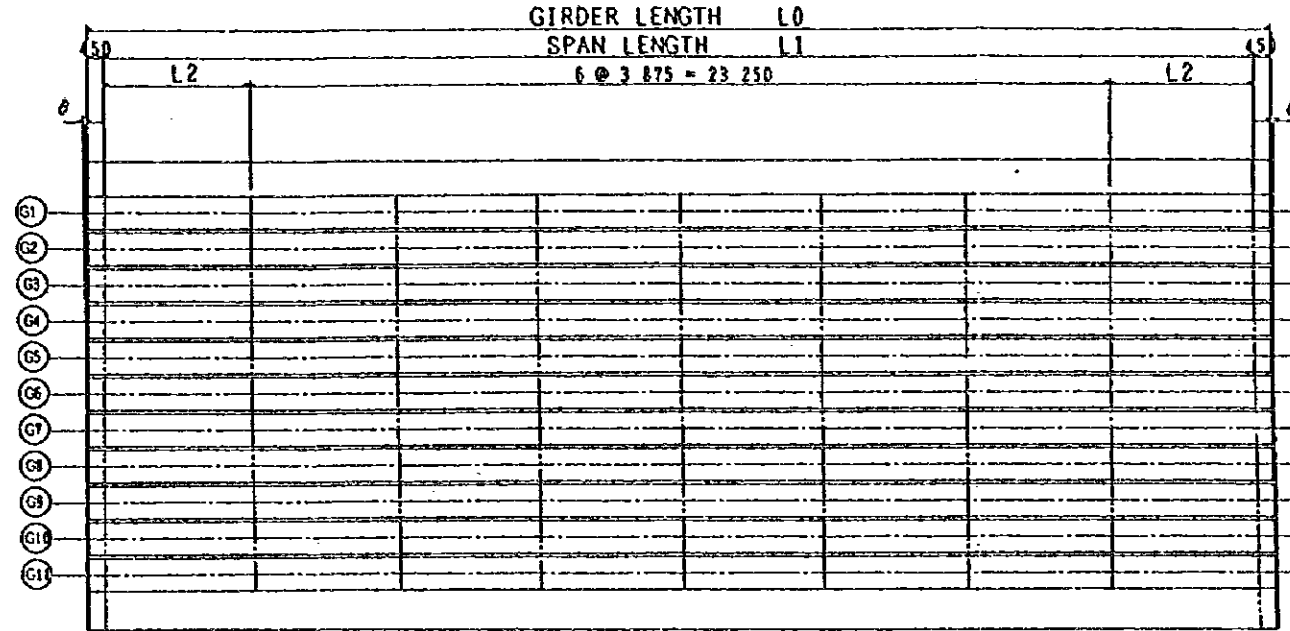 GIRDER LENGTH L0
450 SPAN LENGTH L1 450
L2 6 @ 3 875 = 23 250 L2
θ
G1
G2
G3
G4
G5
G6
G7
G8
G9
G10
G11